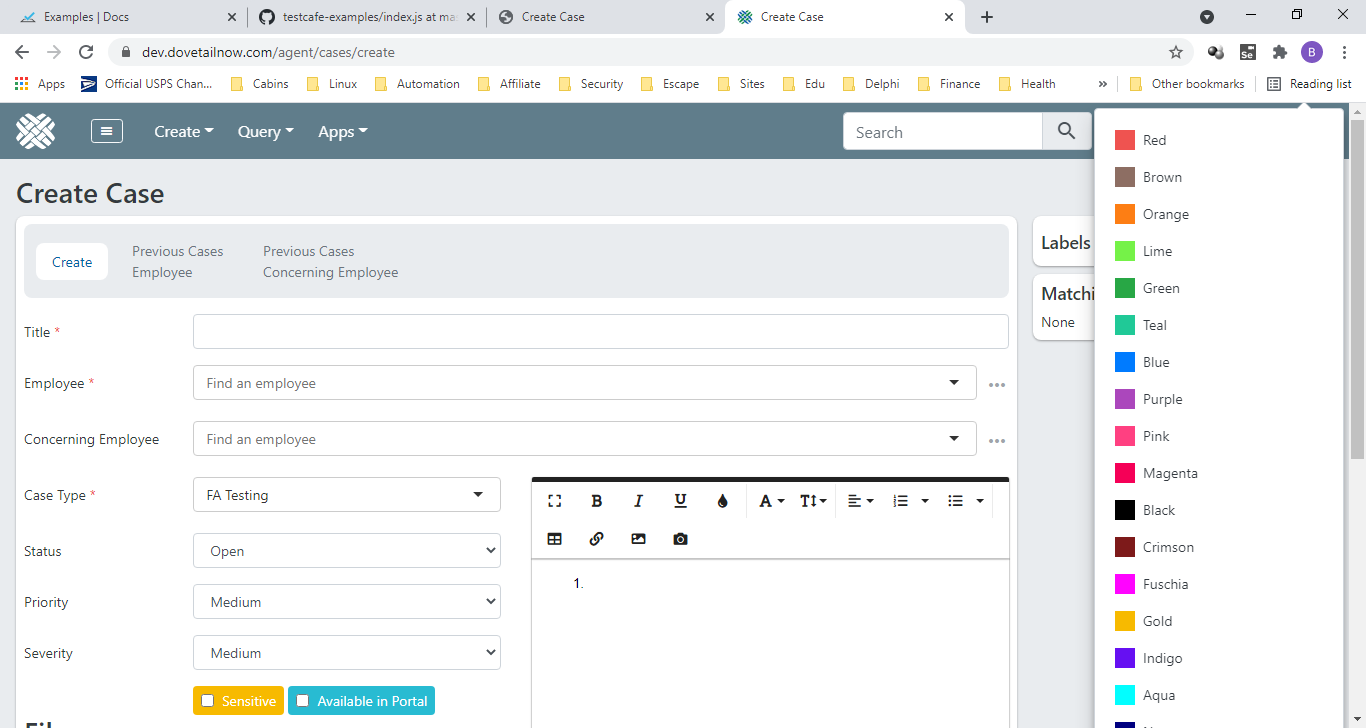 Examples | Docs
testcafe-examples/index.js at mas
Create Case
Create Case
dev.dovetailnow.com/agent/cases/create
Se
B
Apps
Official USPS Chan...
Cabins
Linux
Automation
Affiliate
Security
Escape
Sites
Edu
Delphi
Finance
Health
»
Other bookmarks
Reading list
Create
Query
Apps
Search
Create Case
Create
Previous Cases
Employee
Previous Cases
Concerning Employee
Title *
Employee *
Find an employee
Concerning Employee
Find an employee
Case Type *
FA Testing
Status
Open
Priority
Medium
Severity
Medium
Sensitive
Available in Portal
B
I
U
A
T
1.
Labels
Matchi
None
Red
Brown
Orange
Lime
Green
Teal
Blue
Purple
Pink
Magenta
Black
Crimson
Fuschia
Gold
Indigo
Aqua